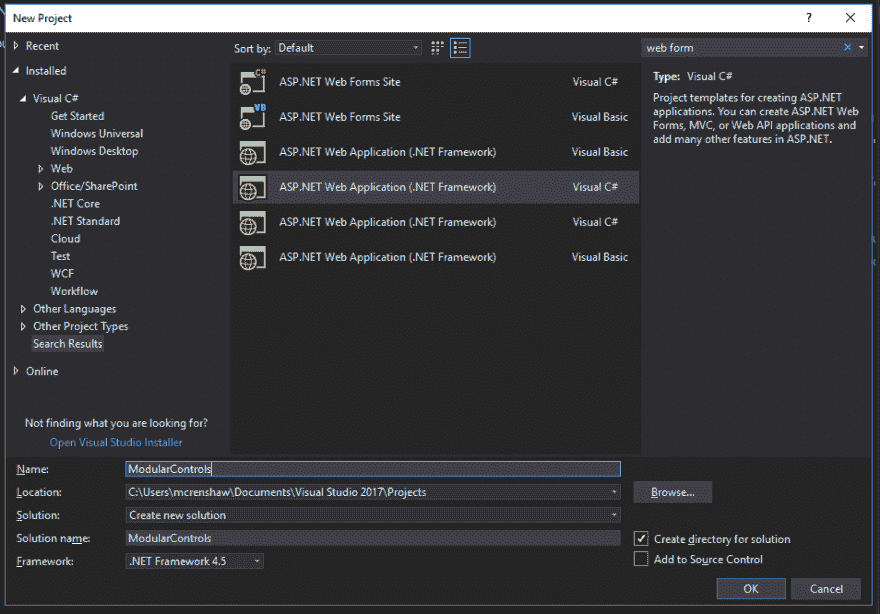 New Project
?
Recent
Installed
Visual C#
Get Started
Windows Universal
Windows Desktop
Web
Office/SharePoint
.NET Core
.NET Standard
Cloud
Test
WCF
Workflow
Other Languages
Other Project Types
Search Results
Online
Not finding what you are looking for?
Open Visual Studio Installer
Sort by: Default
C# ASP.NET Web Forms Site Visual C#
VB ASP.NET Web Forms Site Visual Basic
ASP.NET Web Application (.NET Framework) Visual Basic
ASP.NET Web Application (.NET Framework) Visual C#
ASP.NET Web Application (.NET Framework) Visual C#
ASP.NET Web Application (.NET Framework) Visual Basic
web form
Type: Visual C#
Project templates for creating ASP.NET
applications. You can create ASP.NET Web
Forms, MVC, or Web API applications and
add many other features in ASP.NET.
Name: ModularControls
Location: C:\Users\mcrenshaw\Documents\Visual Studio 2017\Projects
Browse...
Solution: Create new solution
Solution name: ModularControls
Create directory for solution
Framework: .NET Framework 4.5
Add to Source Control
OK
Cancel